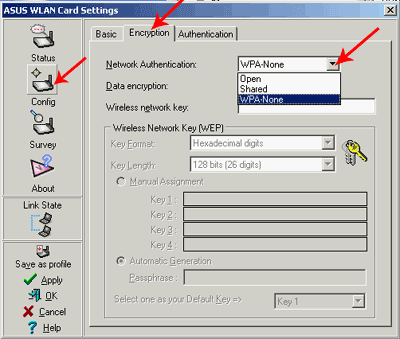 ASUS WLAN Card Settings
Status
Config
Survey
About
Link State
Save as profile
Apply
OK
Cancel
Help
Basic
Encryption
Authentication
Network Authentication:
WPA-None
Open
Shared
WPA-None
Data encryption:
Wireless network key:
Wireless Network Key (WEP)
Key Format:
Hexadecimal digits
Key Length:
128 bits (26 digits)
Manual Assignment
Key 1 :
Key 2 :
Key 3 :
Key 4 :
Automatic Generation
Passphrase :
Select one as your Default Key =>
Key 1